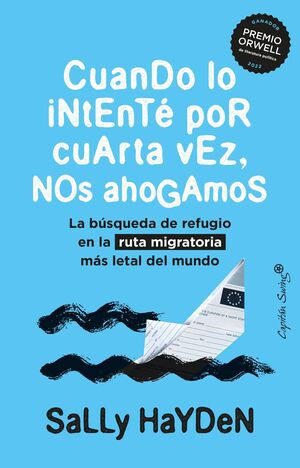 GANADOR
PREMIO
ORWELL
de literatura política
2022
CuanDo lo
iNtEnTé poR
cuArta vEz,
NOs ahoGAmoS
La búsqueda de refugio
en la ruta migratoria
más letal del mundo
Capitán Swing
SaLLy HaYDeN